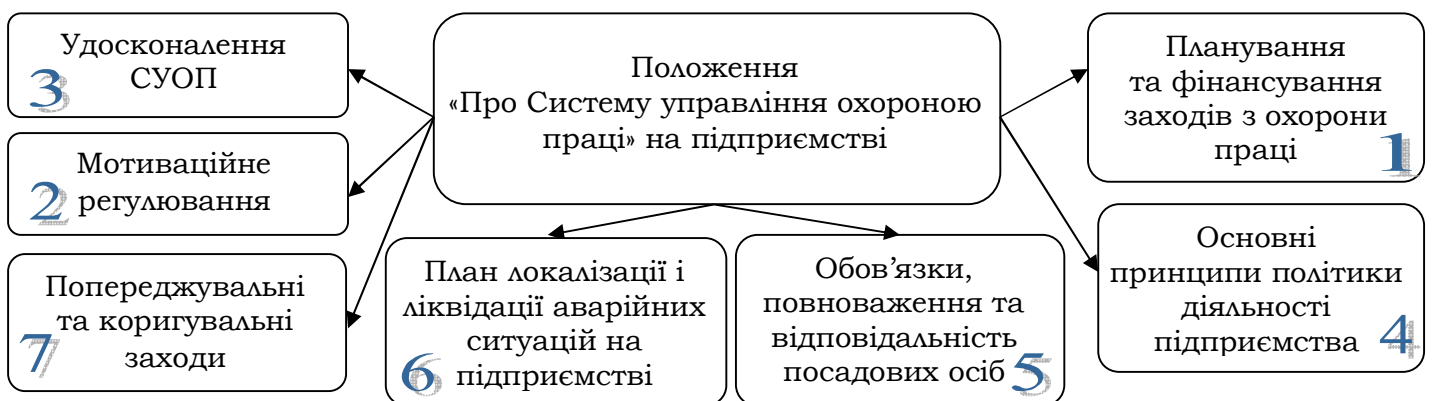 Удосконалення
СУОП
3
Мотиваційне
регулювання
2
Попереджувальні
та коригувальні
заходи
7
Положення
«Про Систему управління охороною
праці» на підприємстві
План локалізації і
ліквідації аварійних
ситуацій на
підприємстві
6
Обов’язки,
повноваження та
відповідальність
посадових осіб
5
Планування
та фінансування
заходів з охорони
праці
1
Основні
принципи політики
діяльності
підприємства
4